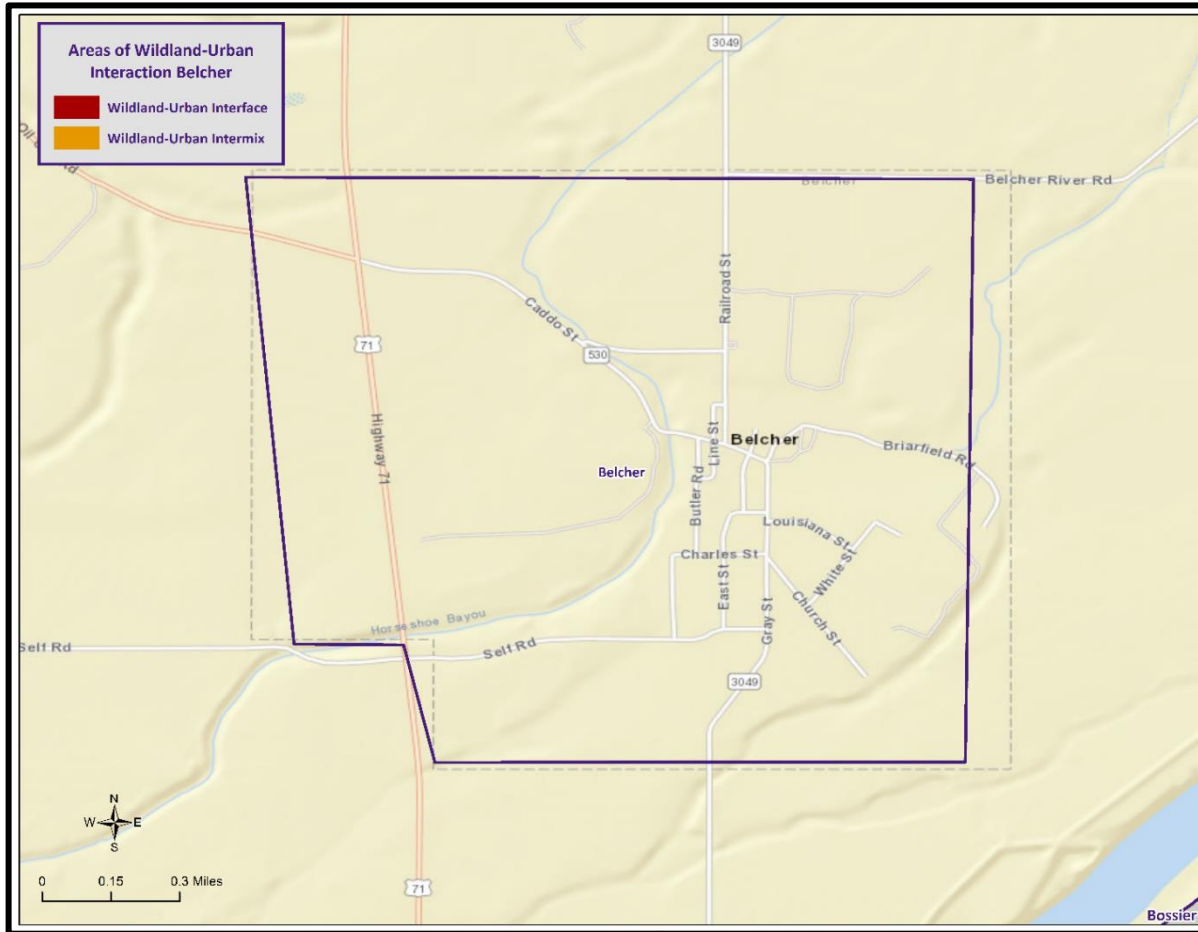 Areas of Wildland-Urban
Interaction Belcher
Wildland-Urban Interface
Wildland-Urban Intermix
3049
Belcher
Belcher River Rd
Railroad St
Caddo St
530
71
Highway 71
Line St
Belcher
Briarfield Rd
Belcher
Butler Rd
Louisiana St
Charles St
White St
East St
Church St
Gray St
Horseshoe Bayou
Self Rd
Self Rd
3049
N
W E
S
0 0.15 0.3 Miles
71
Bossier